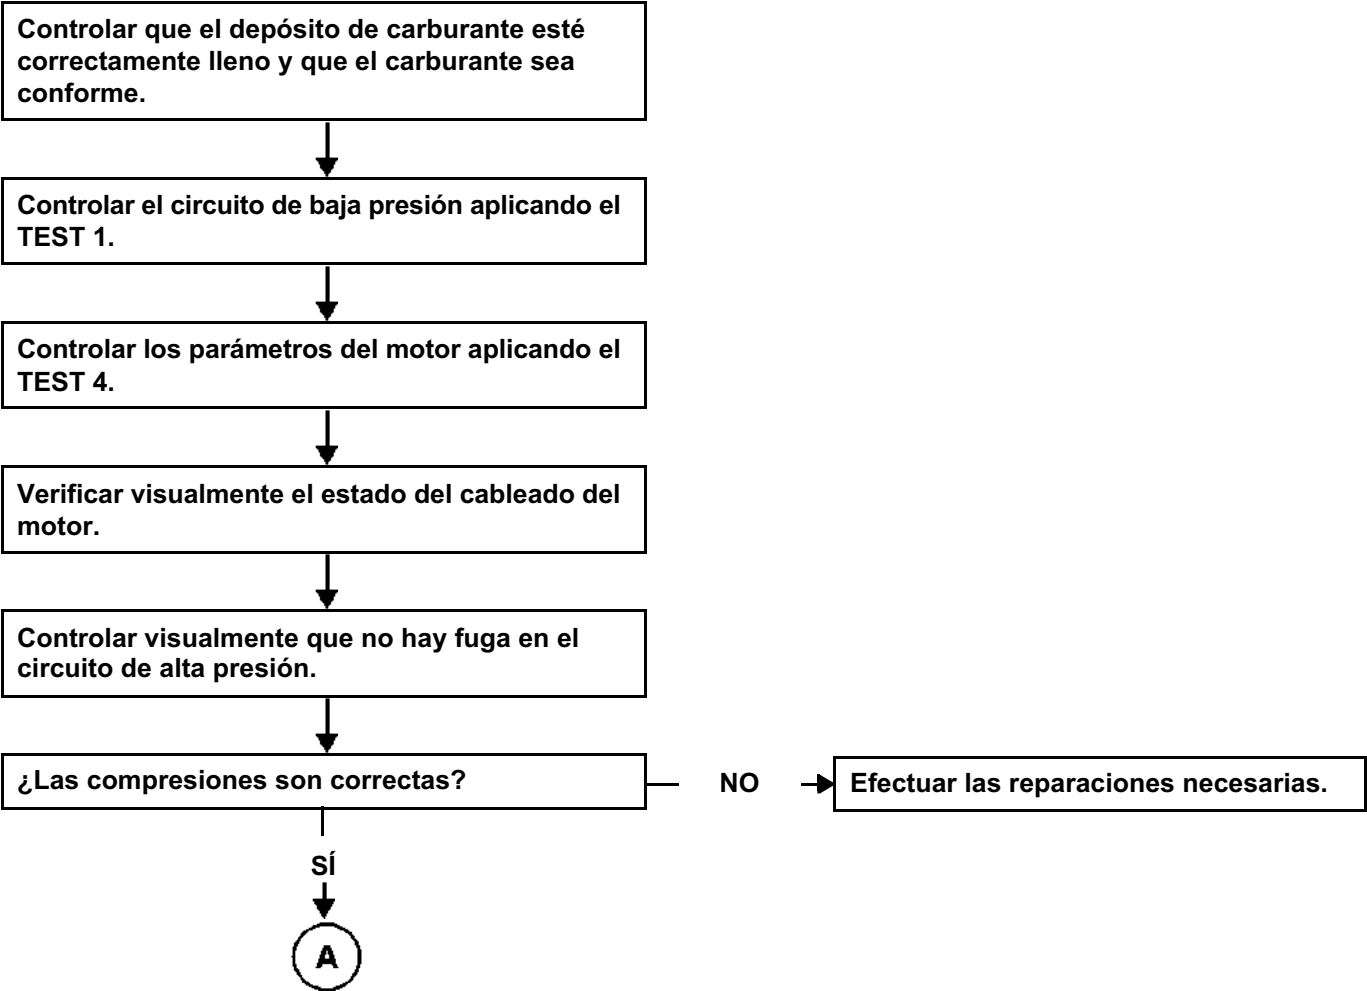 Controlar que el depósito de carburante esté
correctamente lleno y que el carburante sea
conforme.
Controlar el circuito de baja presión aplicando el
TEST 1.
Controlar los parámetros del motor aplicando el
TEST 4.
Verificar visualmente el estado del cableado del
motor.
Controlar visualmente que no hay fuga en el
circuito de alta presión.
¿Las compresiones son correctas?
NO
Efectuar las reparaciones necesarias.
SÍ
A